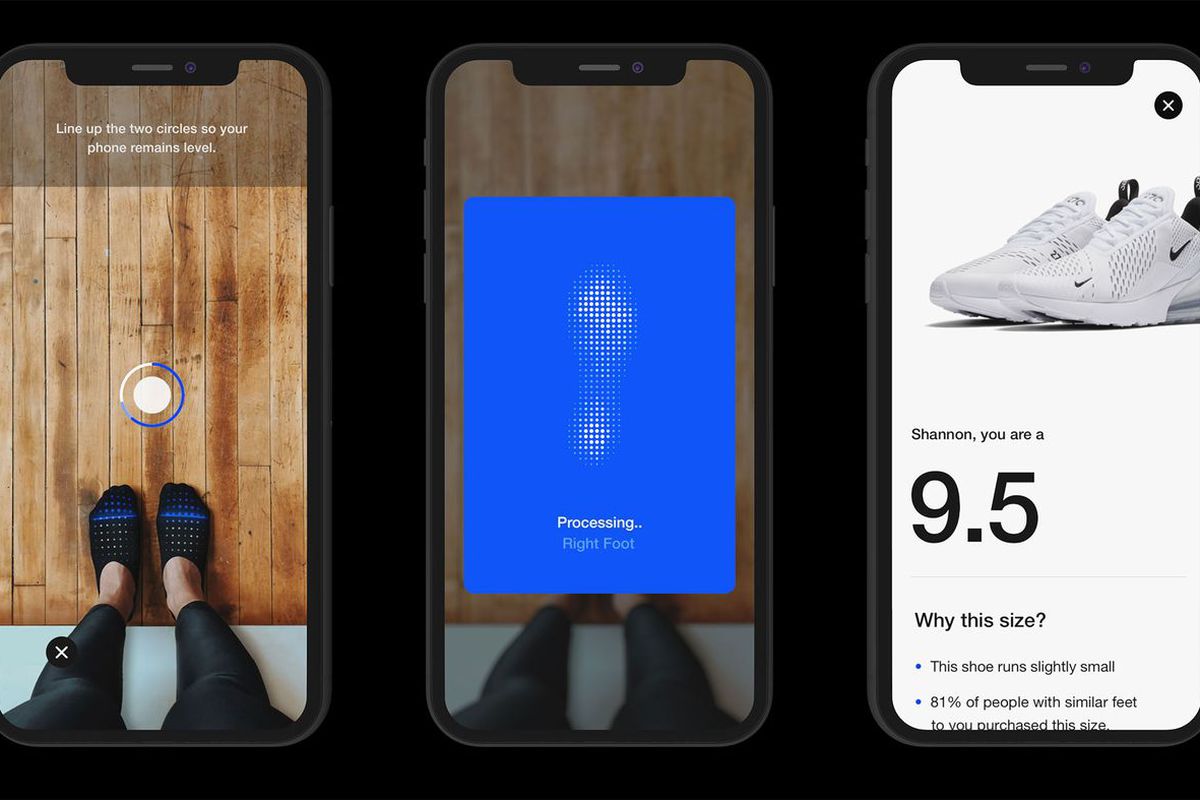 Line up the two circles so your
phone remains level.
Processing..
Right Foot
Shannon, you are a
9.5
Why this size?
This shoe runs slightly small
81% of people with similar feet
to you purchased this size.